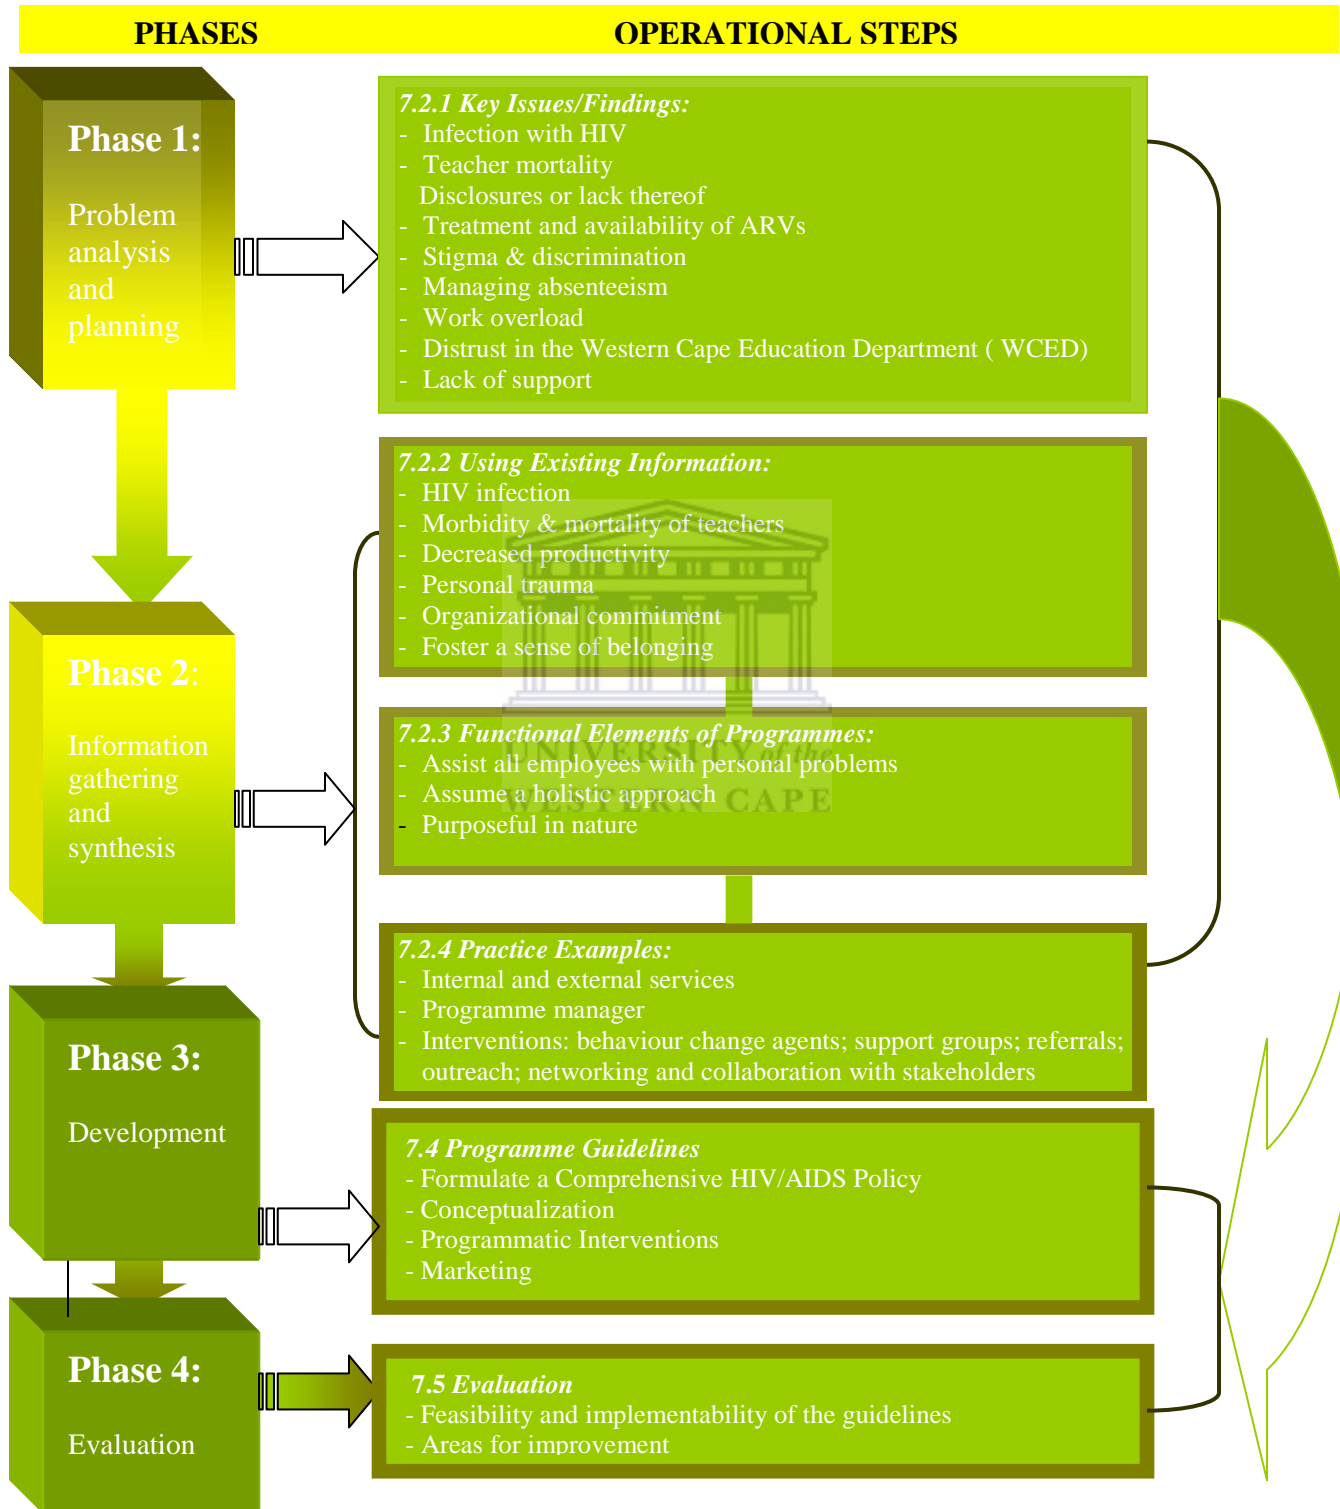 PHASES OPERATIONAL STEPS
Phase 1:
Problem
analysis
and
planning
7.2.1 Key Issues/Findings:
- Infection with HIV
- Teacher mortality
Disclosures or lack thereof
- Treatment and availability of ARVs
- Stigma & discrimination
- Managing absenteeism
- Work overload
- Distrust in the Western Cape Education Department ( WCED)
- Lack of support
Phase 2:
Information
gathering
and
synthesis
7.2.2 Using Existing Information:
- HIV infection
- Morbidity & mortality of teachers
- Decreased productivity
- Personal trauma
- Organizational commitment
- Foster a sense of belonging
7.2.3 Functional Elements of Programmes:
- Assist all employees with personal problems
- Assume a holistic approach
- Purposeful in nature
UNIVERSITY of the
WESTERN CAPE
7.2.4 Practice Examples:
- Internal and external services
- Programme manager
- Interventions: behaviour change agents; support groups; referrals;
outreach; networking and collaboration with stakeholders
Phase 3:
Development
7.4 Programme Guidelines
- Formulate a Comprehensive HIV/AIDS Policy
- Conceptualization
- Programmatic Interventions
- Marketing
Phase 4:
Evaluation
7.5 Evaluation
- Feasibility and implementability of the guidelines
- Areas for improvement